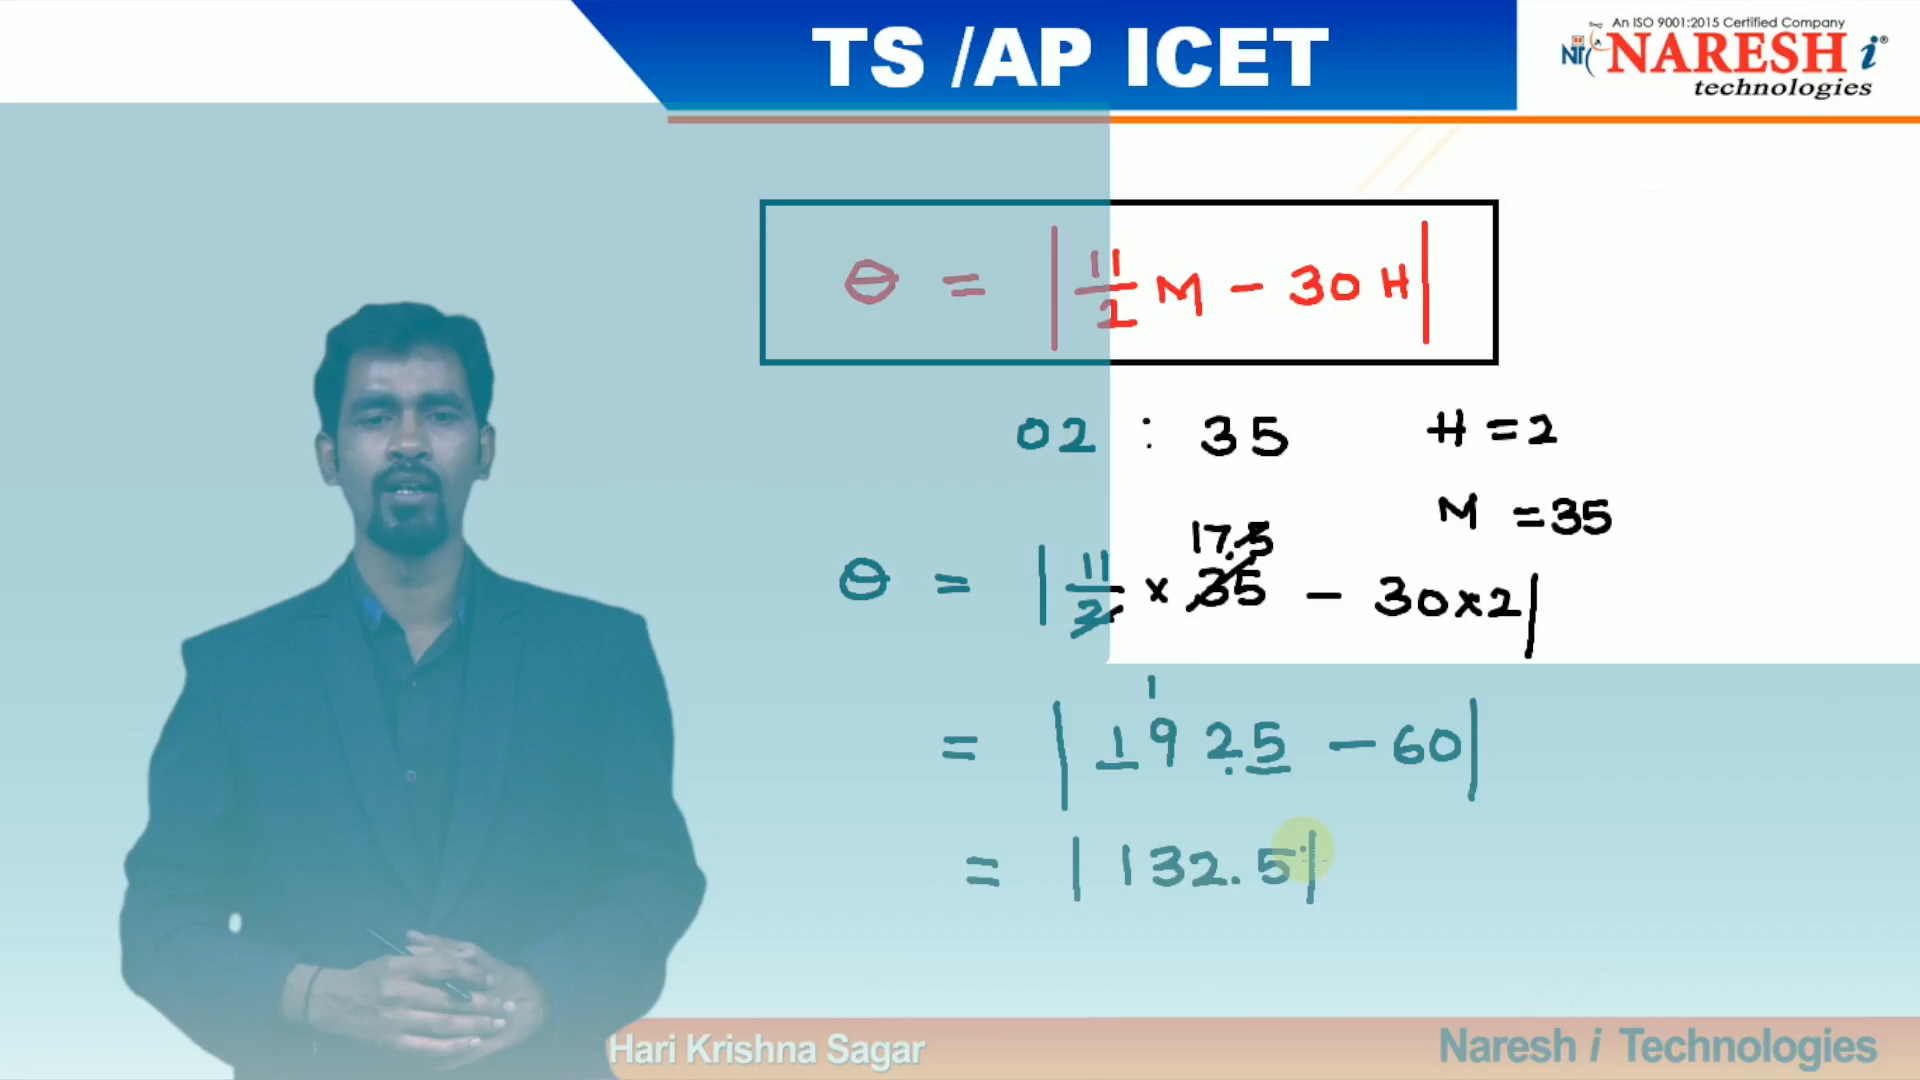 TS /AP ICET
An ISO 9001:2015 Certified Company
NARESH i®
technologies
θ = | 11/2 M - 30 H |
02 : 35
H = 2
M = 35
17.5
θ = | 11/2 × 35 - 30×2 |
1
= | 192.5 - 60 |
= | 132.5 |
Hari Krishna Sagar
Naresh i Technologies